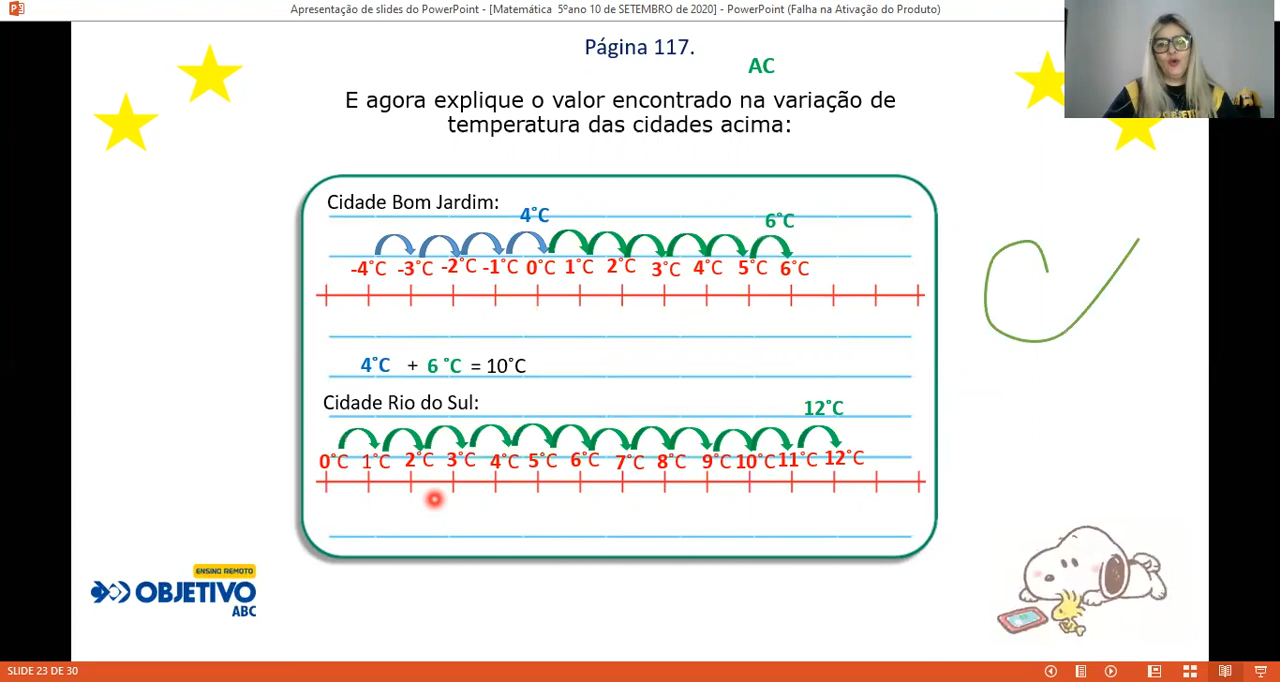 Apresentação de slides do PowerPoint - [Matemática 5ºano 10 de SETEMBRO de 2020] - PowerPoint (Falha na Ativação do Produto)
Página 117.
AC
E agora explique o valor encontrado na variação de
temperatura das cidades acima:
Cidade Bom Jardim:
4˚C
6˚C
-4˚C -3˚C -2˚C -1˚C 0˚C 1˚C 2˚C 3˚C 4˚C 5˚C 6˚C
4˚C + 6 ˚C = 10˚C
Cidade Rio do Sul:
12˚C
0˚C 1˚C 2˚C 3˚C 4˚C 5˚C 6˚C 7˚C 8˚C 9˚C 10˚C 11˚C 12˚C
ENSINO REMOTO
OBJETIVO
ABC
SLIDE 23 DE 30